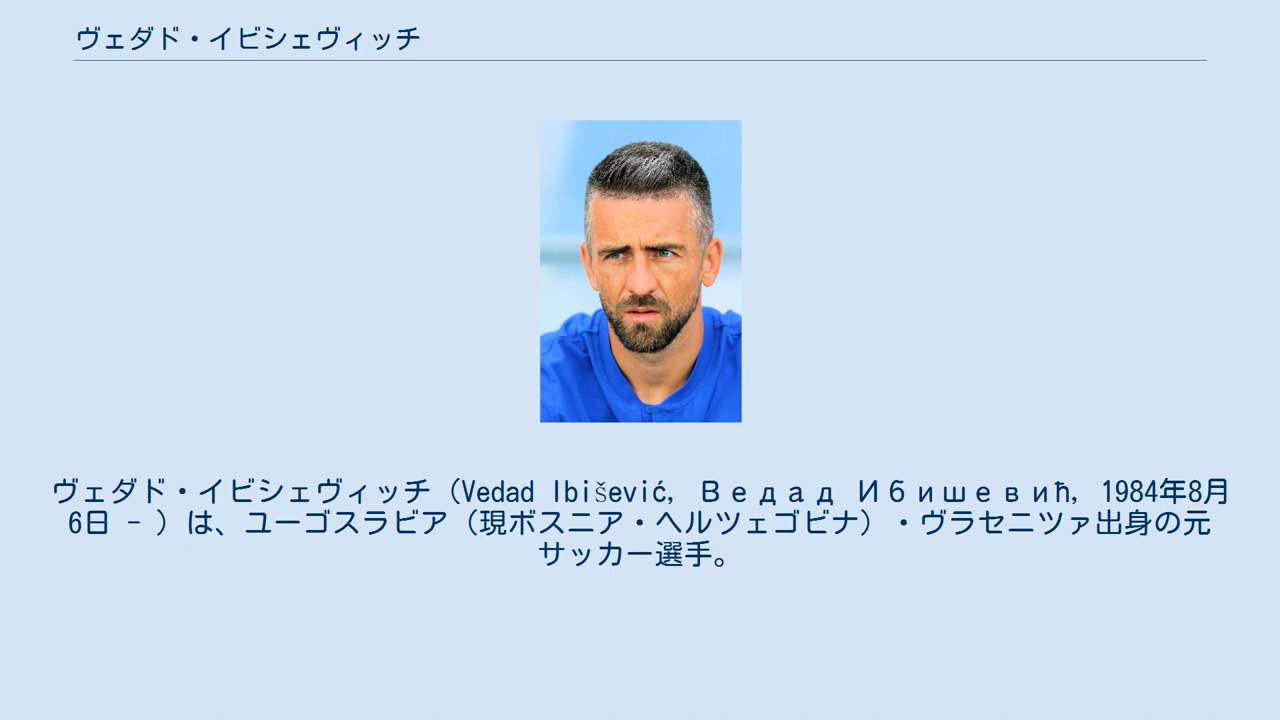 ヴェダド・イビシェヴィッチ
ヴェダド・イビシェヴィッチ（Vedad Ibišević, Ведад Ибишевић, 1984年8月
6日 - ）は、ユーゴスラビア（現ボスニア・ヘルツェゴビナ）・ヴラセニツァ出身の元
サッカー選手。